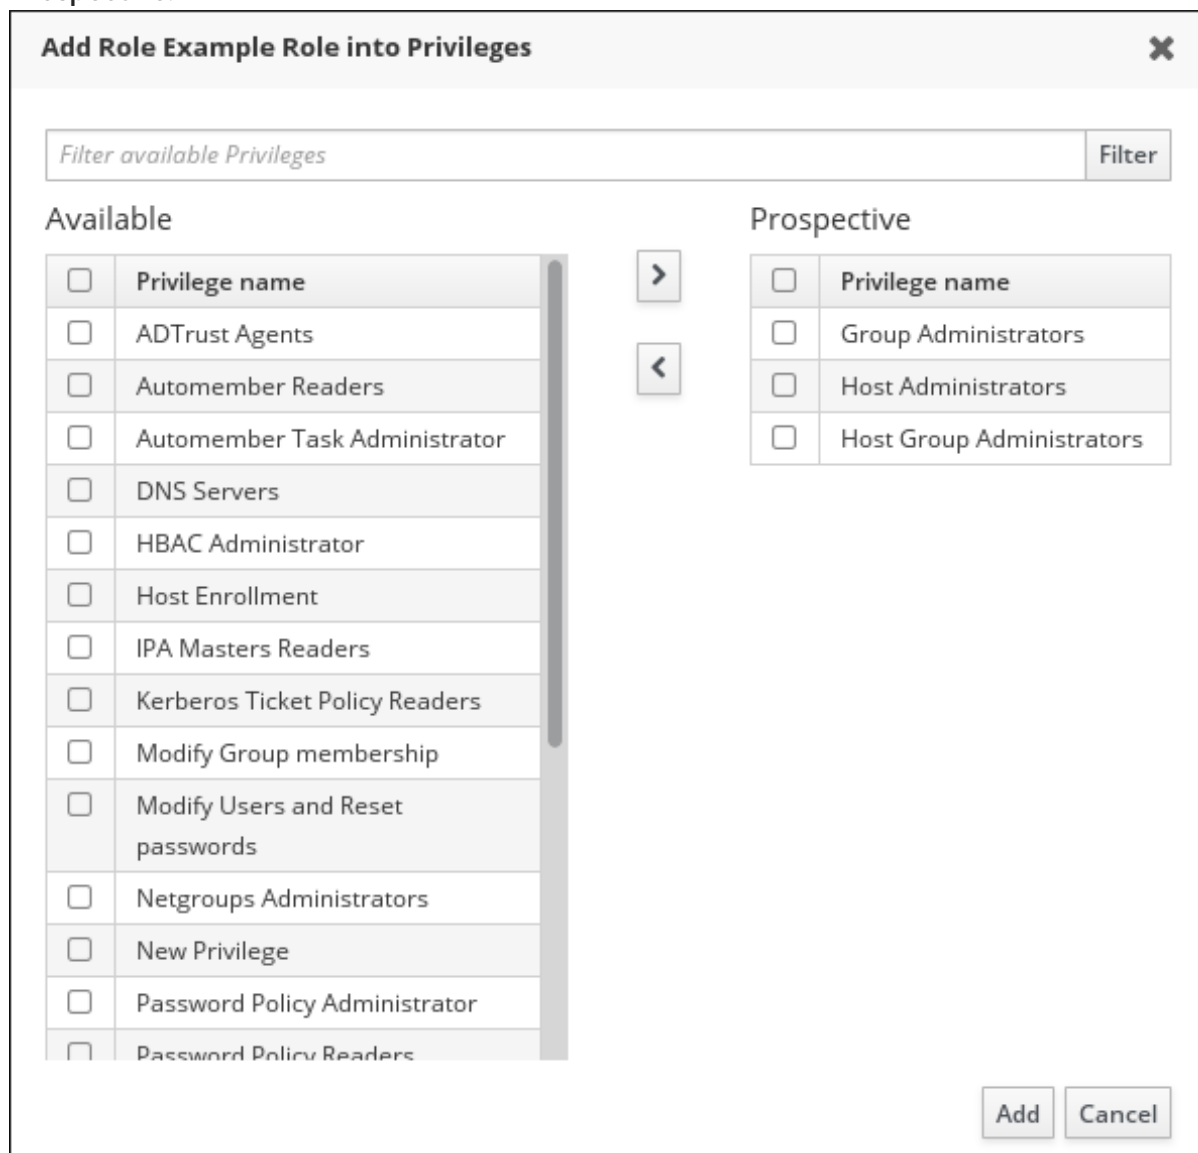 Add Role Example Role into Privileges
Filter available Privileges
Filter
Available
Prospective
Privilege name
Privilege name
ADTrust Agents
Group Administrators
Automember Readers
Host Administrators
Automember Task Administrator
Host Group Administrators
DNS Servers
HBAC Administrator
Host Enrollment
IPA Masters Readers
Kerberos Ticket Policy Readers
Modify Group membership
Modify Users and Reset
passwords
Netgroups Administrators
New Privilege
Password Policy Administrator
Password Policy Readers
Add
Cancel